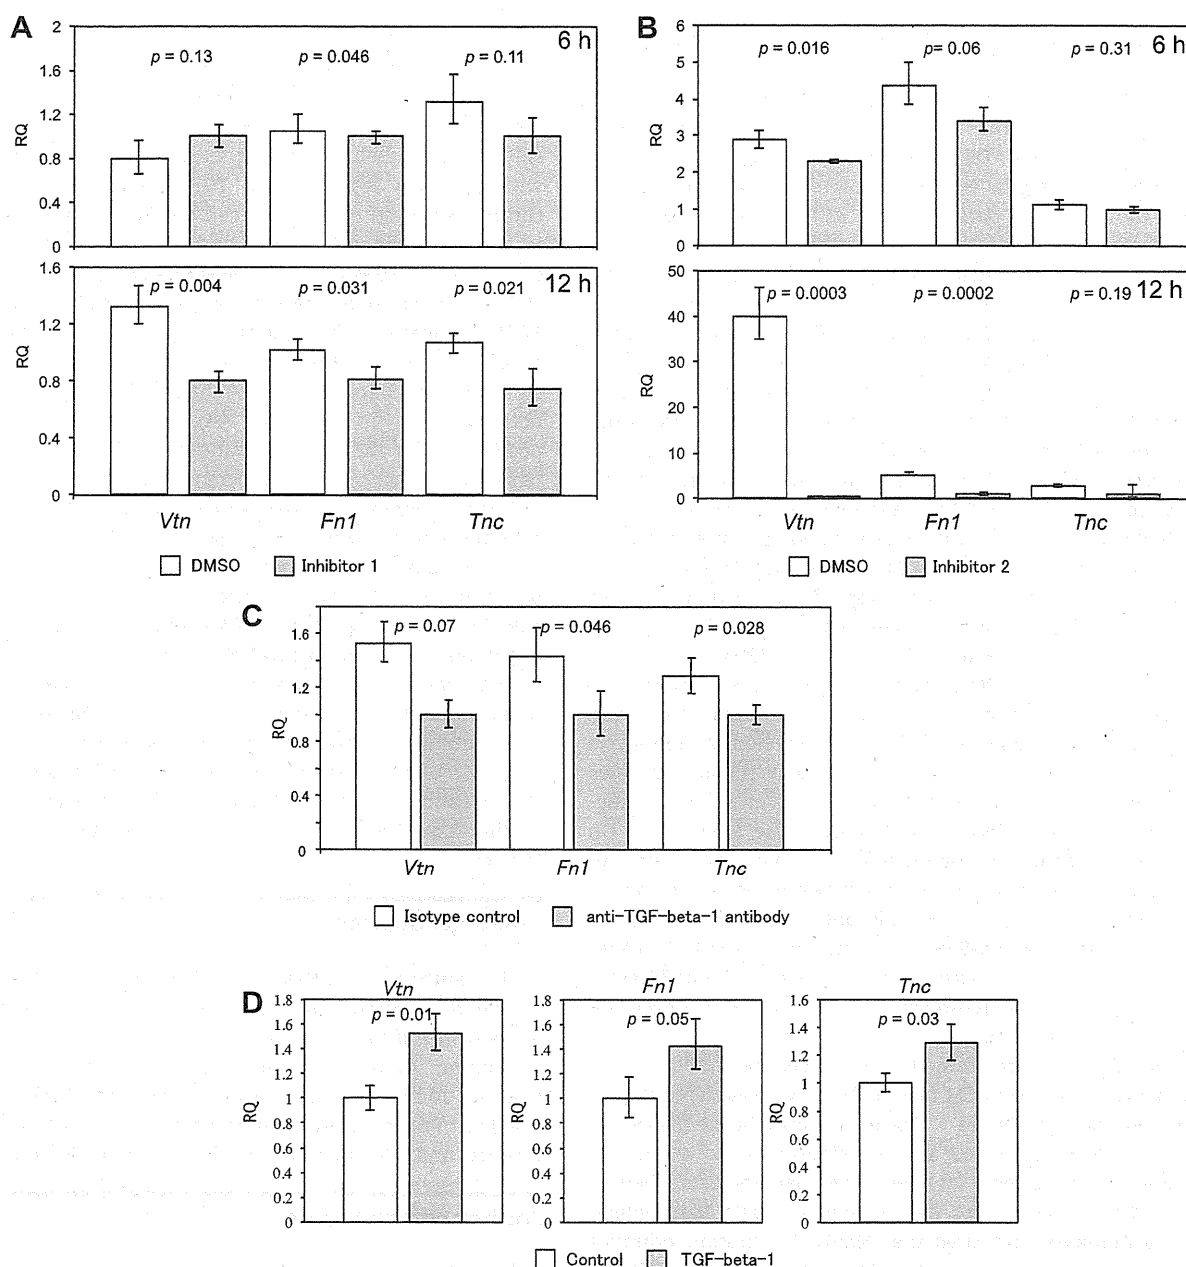 A
2
1.6
1.2
0.8
0.4
0
RQ
p = 0.13 p = 0.046 p = 0.11
6 h
1.6
1.2
0.8
0.4
0
RQ
p = 0.004 p = 0.031 p = 0.021
12 h
Vtn Fn1 Tnc
DMSO Inhibitor 1
B
6
5
4
3
2
1
0
RQ
p = 0.016 p= 0.06 p = 0.31
6 h
50
40
30
20
10
0
RQ
p = 0.0003 p = 0.0002 p = 0.19
12 h
Vtn Fn1 Tnc
DMSO Inhibitor 2
C
1.6
1.2
0.8
0.4
0
RQ
p = 0.07 p = 0.046 p = 0.028
Vtn Fn1 Tnc
Isotype control anti-TGF-beta-1 antibody
D
Vtn
1.8
1.6
1.4
1.2
1
0.8
0.6
0.4
0.2
0
RQ
p = 0.01
Fn1
1.8
1.6
1.4
1.2
1
0.8
0.6
0.4
0.2
0
RQ
p = 0.05
Tnc
1.6
1.4
1.2
1
0.8
0.6
0.4
0.2
0
RQ
p = 0.03
Control TGF-beta-1